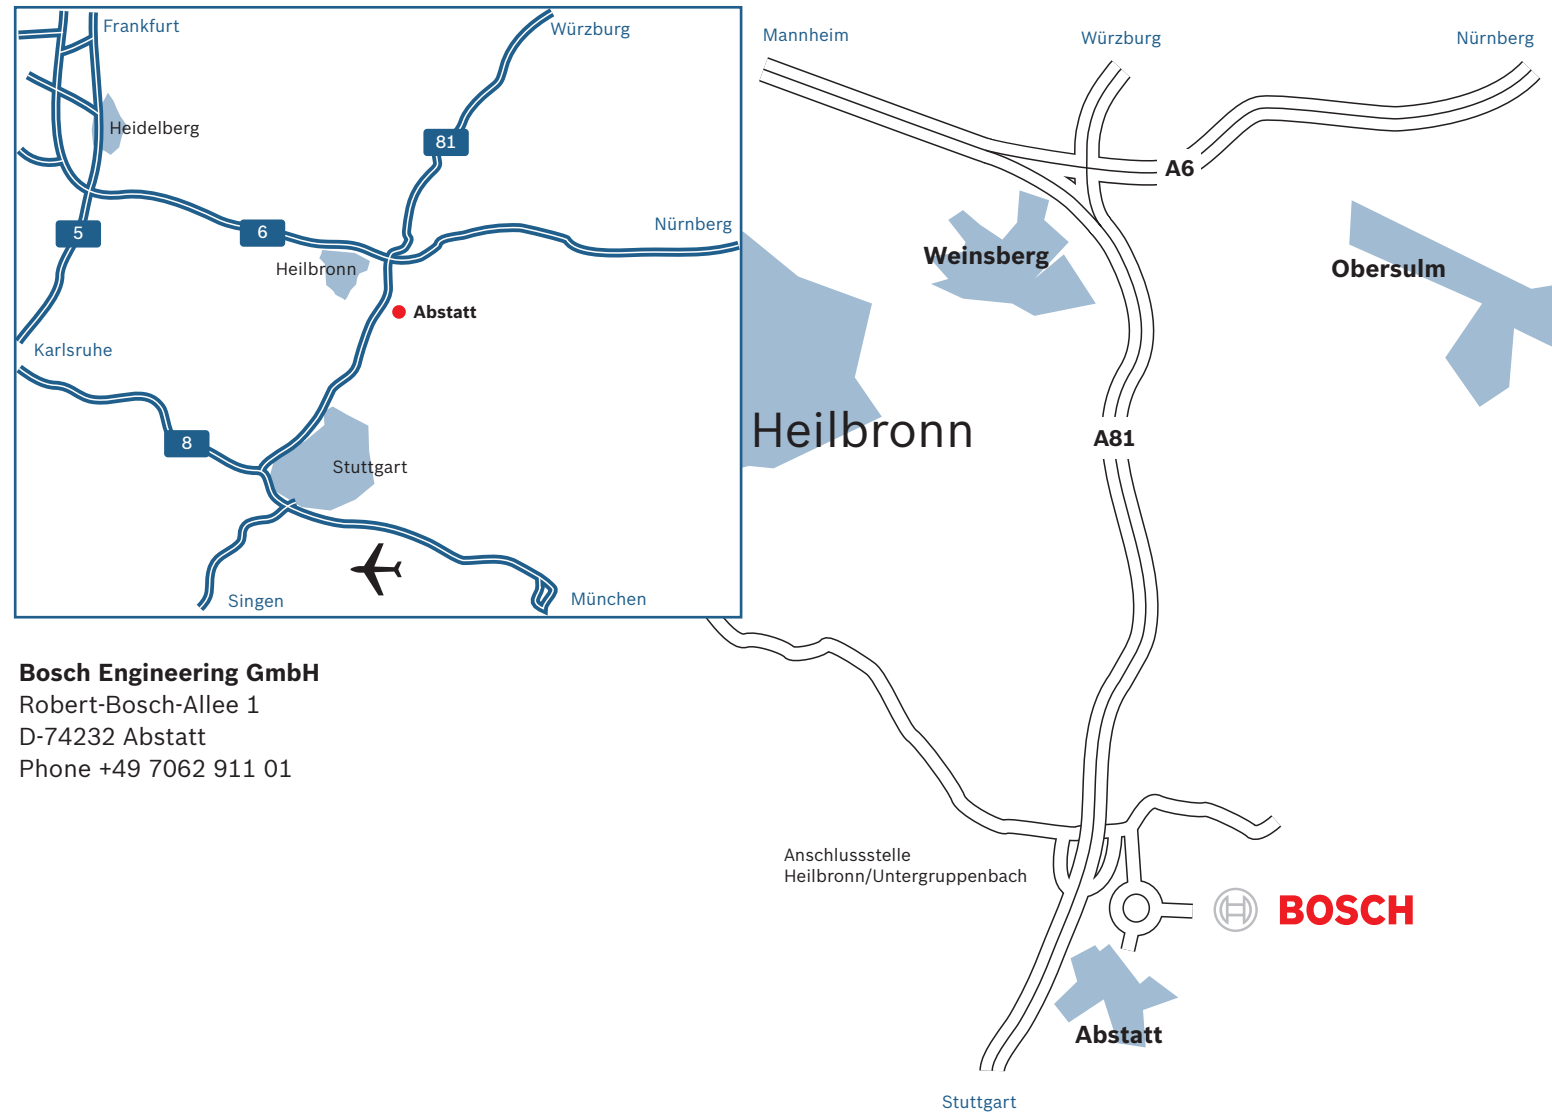 Frankfurt
Würzburg
Heidelberg
81
5
6
Nürnberg
Heilbronn
Abstatt
Karlsruhe
8
Stuttgart
Singen
München
Mannheim
Würzburg
Nürnberg
A6
Weinsberg
Obersulm
Heilbronn
A81
Bosch Engineering GmbH
Robert-Bosch-Allee 1
D-74232 Abstatt
Phone +49 7062 911 01
Anschlussstelle
Heilbronn/Untergruppenbach
BOSCH
Abstatt
Stuttgart